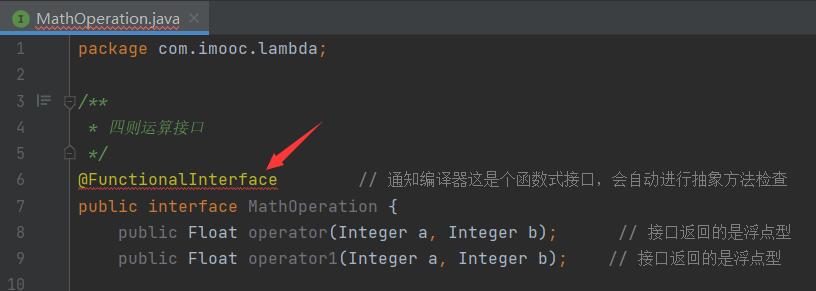 MathOperation.java
1 package com.imooc.lambda;
2
3 /**
4 * 四则运算接口
5 */
6 @FunctionalInterface // 通知编译器这是个函数式接口，会自动进行抽象方法检查
7 public interface MathOperation {
8 public Float operator(Integer a, Integer b); // 接口返回的是浮点型
9 public Float operator1(Integer a, Integer b); // 接口返回的是浮点型
10